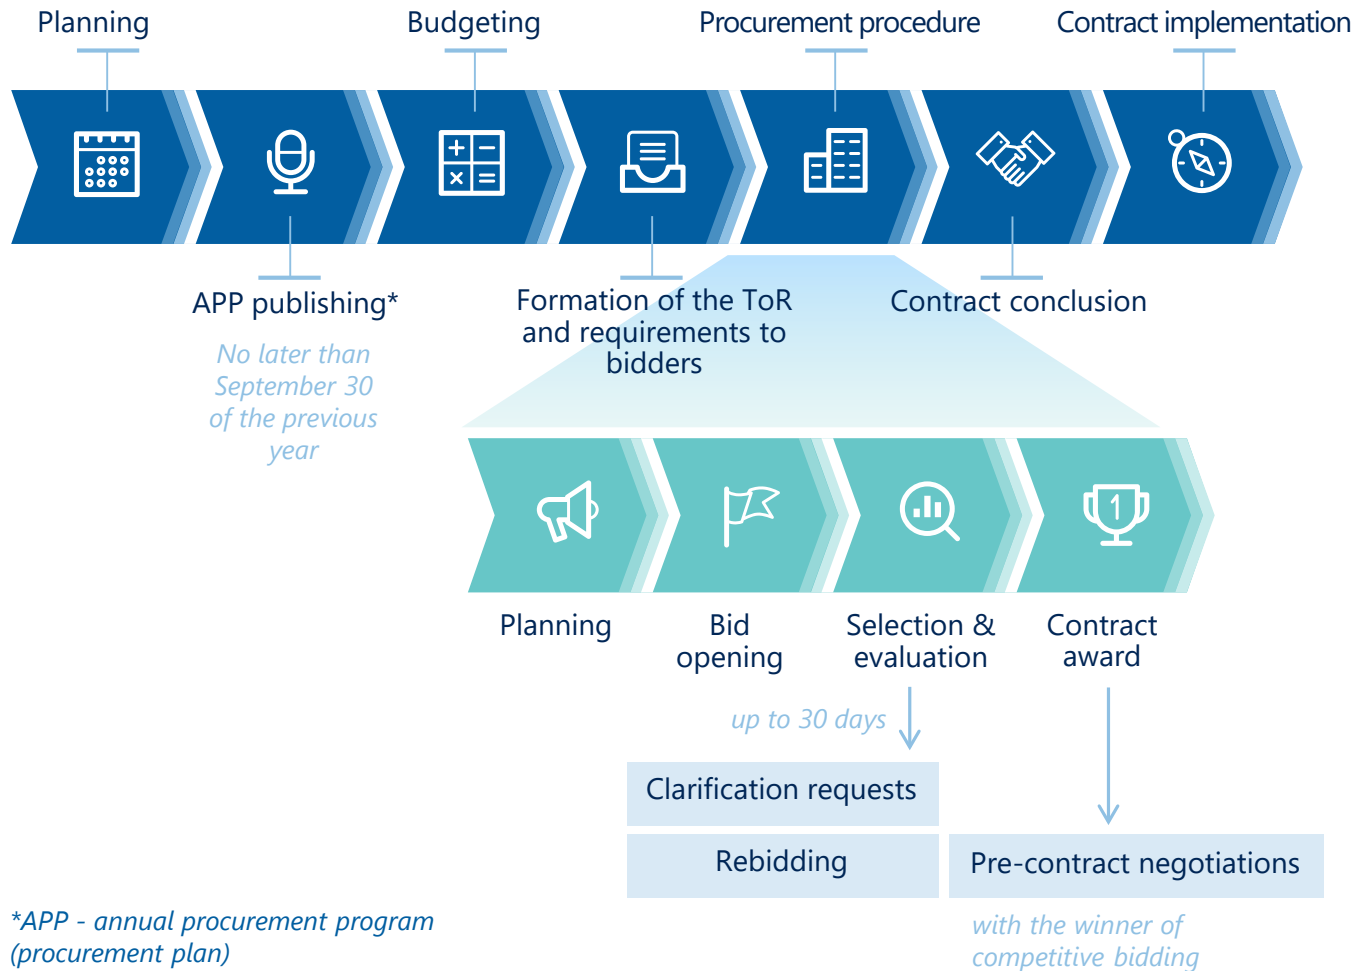 Planning
Budgeting
Procurement procedure
Contract implementation
APP publishing*
No later than
September 30
of the previous
year
Formation of the ToR
and requirements to
bidders
Contract conclusion
1
Planning
Bid
opening
Selection &
evaluation
Contract
award
up to 30 days
Clarification requests
Rebidding
Pre-contract negotiations
with the winner of
competitive bidding
*APP - annual procurement program
(procurement plan)